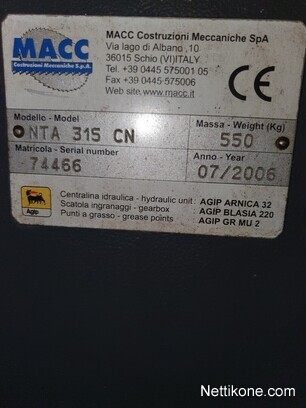 MACC
Costruzioni Meccaniche S.p.A.
MACC Costruzioni Meccaniche SpA
Via lago di Albano ,10
36015 Schio (VI)ITALY
Tel. +39 0445 575001 05
Fax +39 0445 575006
Web site:www.macc.it
CE
Modello - Model
NTA 315 CN
Massa - Weight (Kg)
550
Matricola - Serial number
74466
Anno - Year
07/2006
Agip
Centralina idraulica - hydraulic unit : AGIP ARNICA 32
Scatola ingranaggi - gearbox : AGIP BLASIA 220
Punti a grasso - grease points : AGIP GR MU 2
Nettikone.com